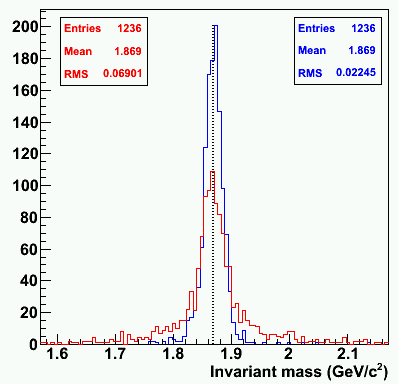 Entries 1236
Mean 1.869
RMS 0.06901
Entries 1236
Mean 1.869
RMS 0.02245
200
180
160
140
120
100
80
60
40
20
0
1.6 1.7 1.8 1.9 2 2.1
Invariant mass (GeV/c²)